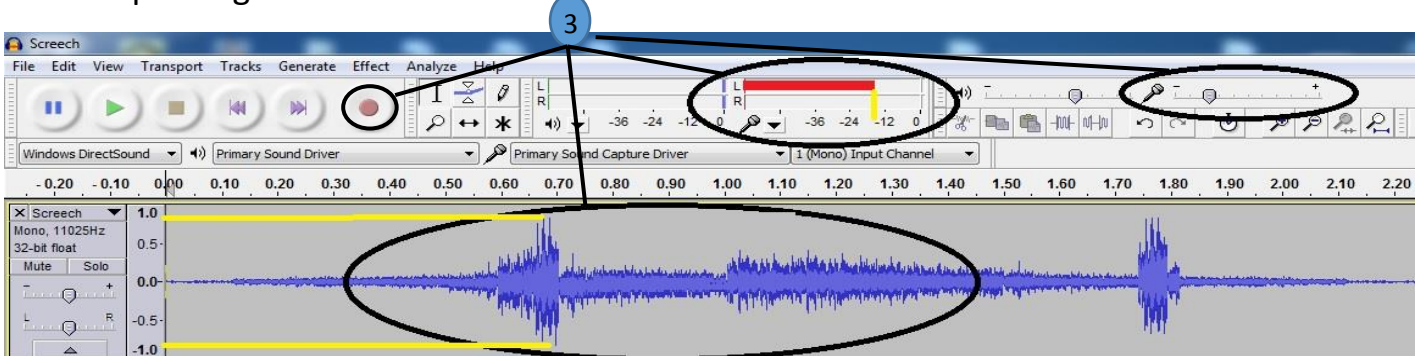 3
Screech
File Edit View Transport Tracks Generate Effect Analyze Help
L L
R R
-36 -24 -12 0 -36 -24 -12 0
- +
Windows DirectSound Primary Sound Driver Primary Sound Capture Driver 1 (Mono) Input Channel
- 0.20 - 0.10 0.00 0.10 0.20 0.30 0.40 0.50 0.60 0.70 0.80 0.90 1.00 1.10 1.20 1.30 1.40 1.50 1.60 1.70 1.80 1.90 2.00 2.10 2.20
X Screech 1.0
Mono, 11025Hz
32-bit float 0.5-
Mute Solo
- + 0.0-
L R -0.5-
-1.0